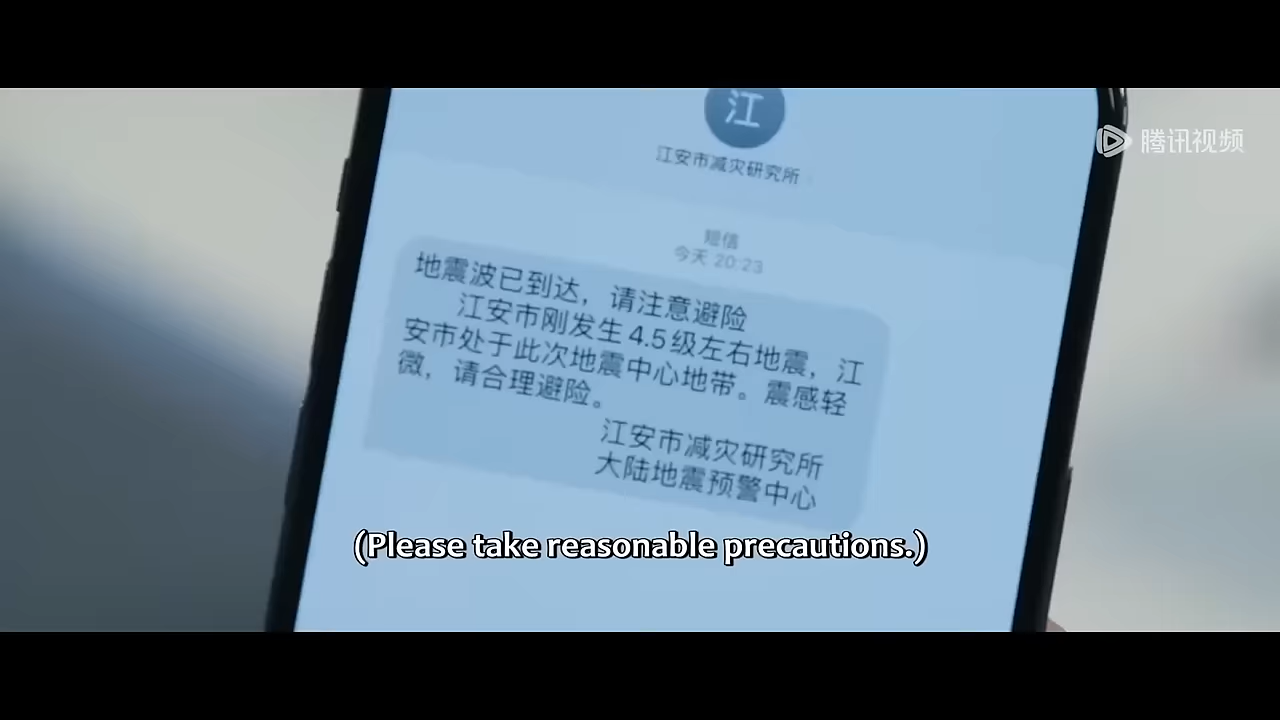 江
腾讯视频
江安市减灾研究所
短信
今天 20:23
地震波已到达，请注意避险
江安市刚发生4.5级左右地震，江
安市处于此次地震中心地带。震感轻
微，请合理避险。
江安市减灾研究所
大陆地震预警中心
(Please take reasonable precautions.)